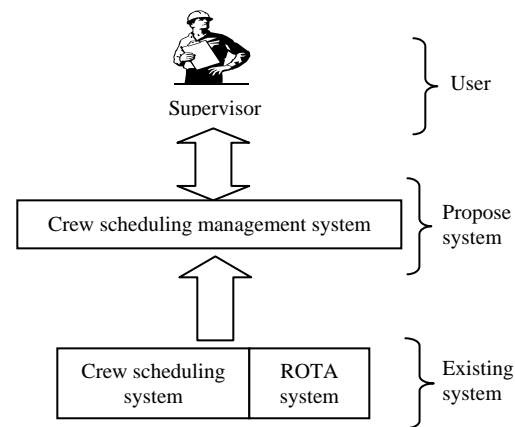 Supervisor
User
Crew scheduling management system
Propose
system
Crew scheduling
system
ROTA
system
Existing
system